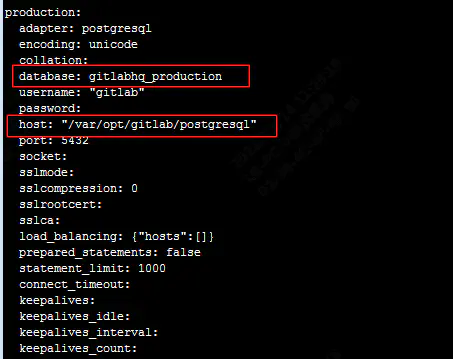 production:
  adapter: postgresql
  encoding: unicode
  collation:
  database: gitlabhq_production
  username: "gitlab"
  password:
  host: "/var/opt/gitlab/postgresql"
  port: 5432
  socket:
  sslmode:
  sslcompression: 0
  sslrootcert:
  sslca:
  load_balancing: {"hosts":[]}
  prepared_statements: false
  statement_limit: 1000
  connect_timeout:
  keepalives:
  keepalives_idle:
  keepalives_interval:
  keepalives_count: